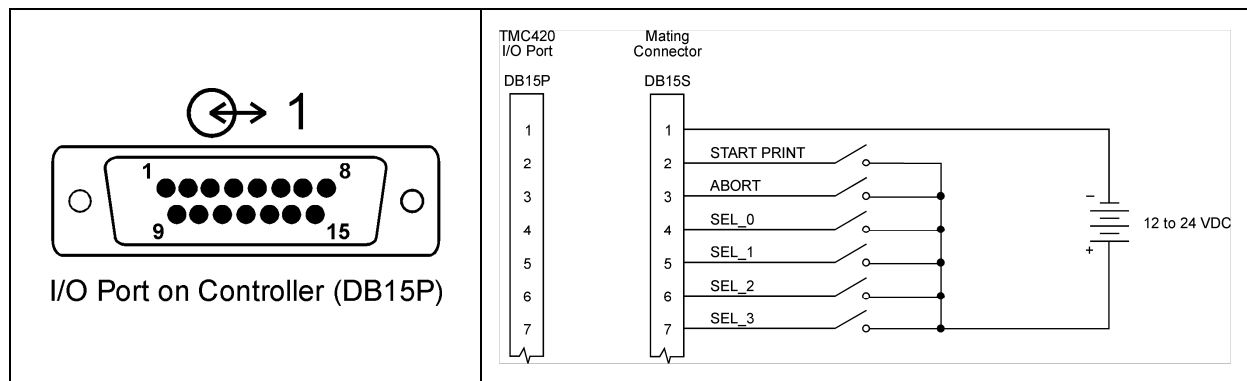 1
1 8
9 15
I/O Port on Controller (DB15P)
TMC420
I/O Port
Mating
Connector
DB15P DB15S
1 1
2 2 START PRINT
3 3 ABORT
4 4 SEL_0
5 5 SEL_1
6 6 SEL_2
7 7 SEL_3
−
12 to 24 VDC
+